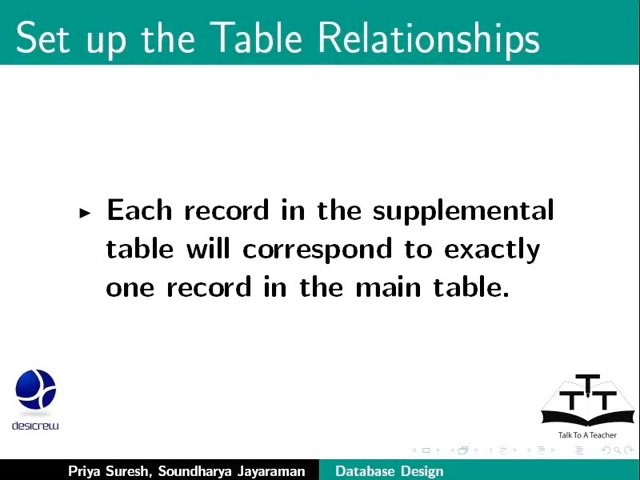 Set up the Table Relationships
Each record in the supplemental
table will correspond to exactly
one record in the main table.
desicrew
TTT
Talk To A Teacher
Priya Suresh, Soundharya Jayaraman Database Design